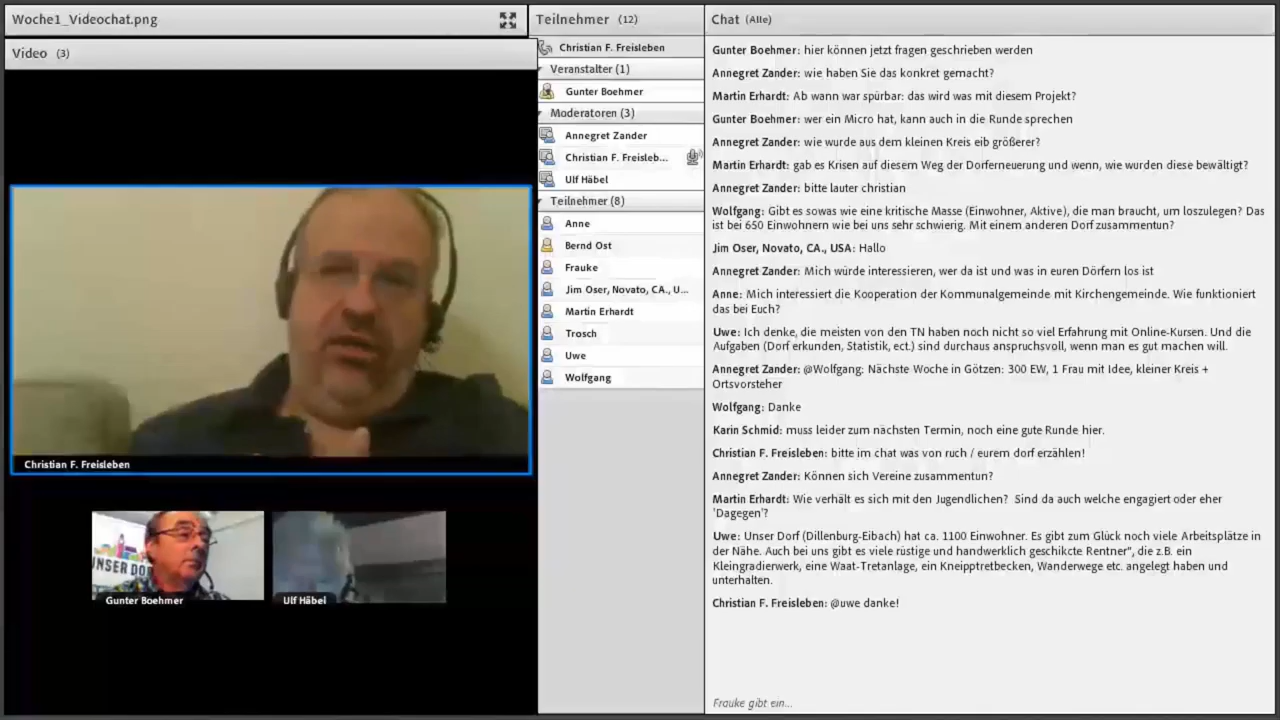 Woche1_Videochat.png
Video (3)
Christian F. Freisleben
UNSER DOR
Gunter Boehmer
Ulf Häbel
Teilnehmer (12)
Christian F. Freisleben
Veranstalter (1)
Gunter Boehmer
Moderatoren (3)
Annegret Zander
Christian F. Freisleb...
Ulf Häbel
Teilnehmer (8)
Anne
Bernd Ost
Frauke
Jim Oser, Novato, CA., U...
Martin Erhardt
Trosch
Uwe
Wolfgang
Chat (Alle)
Gunter Boehmer: hier können jetzt fragen geschrieben werden
Annegret Zander: wie haben Sie das konkret gemacht?
Martin Erhardt: Ab wann war spürbar: das wird was mit diesem Projekt?
Gunter Boehmer: wer ein Micro hat, kann auch in die Runde sprechen
Annegret Zander: wie wurde aus dem kleinen Kreis eib größerer?
Martin Erhardt: gab es Krisen auf diesem Weg der Dorferneuerung und wenn, wie wurden diese bewältigt?
Annegret Zander: bitte lauter christian
Wolfgang: Gibt es sowas wie eine kritische Masse (Einwohner, Aktive), die man braucht, um loszulegen? Das
ist bei 650 Einwohnern wie bei uns sehr schwierig. Mit einem anderen Dorf zusammentun?
Jim Oser, Novato, CA., USA: Hallo
Annegret Zander: Mich würde interessieren, wer da ist und was in euren Dörfern los ist
Anne: Mich interessiert die Kooperation der Kommunalgemeinde mit Kirchengemeinde. Wie funktioniert
das bei Euch?
Uwe: Ich denke, die meisten von den TN haben noch nicht so viel Erfahrung mit Online-Kursen. Und die
Aufgaben (Dorf erkunden, Statistik, ect.) sind durchaus anspruchsvoll, wenn man es gut machen will.
Annegret Zander: @Wolfgang: Nächste Woche in Götzen: 300 EW, 1 Frau mit Idee, kleiner Kreis +
Ortsvorsteher
Wolfgang: Danke
Karin Schmid: muss leider zum nächsten Termin, noch eine gute Runde hier.
Christian F. Freisleben: bitte im chat was von ruch / eurem dorf erzählen!
Annegret Zander: Können sich Vereine zusammentun?
Martin Erhardt: Wie verhält es sich mit den Jugendlichen? Sind da auch welche engagiert oder eher
'Dagegen'?
Uwe: Unser Dorf (Dillenburg-Eibach) hat ca. 1100 Einwohner. Es gibt zum Glück noch viele Arbeitsplätze in
der Nähe. Auch bei uns gibt es viele rüstige und handwerklich geschikcte Rentner", die z.B. ein
Kleingradierwerk, eine Waat-Tretanlage, ein Kneipptretbecken, Wanderwege etc. angelegt haben und
unterhalten.
Christian F. Freisleben: @uwe danke!
Frauke gibt ein...